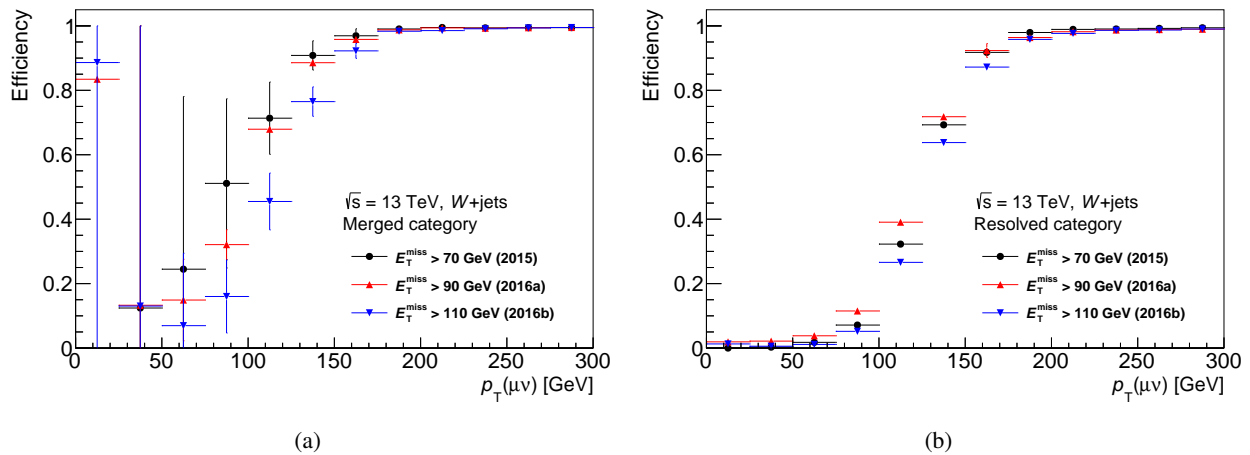 Efficiency
1
0.8
0.6
0.4
0.2
0
√s = 13 TeV, W+jets
Merged category
E_T^miss > 70 GeV (2015)
E_T^miss > 90 GeV (2016a)
E_T^miss > 110 GeV (2016b)
0 50 100 150 200 250 300
p_T(μν) [GeV]
(a)
Efficiency
1
0.8
0.6
0.4
0.2
0
√s = 13 TeV, W+jets
Resolved category
E_T^miss > 70 GeV (2015)
E_T^miss > 90 GeV (2016a)
E_T^miss > 110 GeV (2016b)
0 50 100 150 200 250 300
p_T(μν) [GeV]
(b)